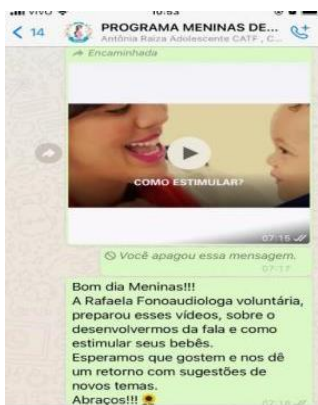 vivo 10:53
14 PROGRAMA MENINAS DE...
Antônia Raiza Adolescente CATF, C...
Encaminhada
COMO ESTIMULAR?
07:15
Você apagou essa mensagem.
07:17
Bom dia Meninas!!!
A Rafaela Fonoaudiologa voluntária,
preparou esses vídeos, sobre o
desenvolvermos da fala e como
estimular seus bebês.
Esperamos que gostem e nos dê
um retorno com sugestões de
novos temas.
Abraços!!! 🌻
07:18